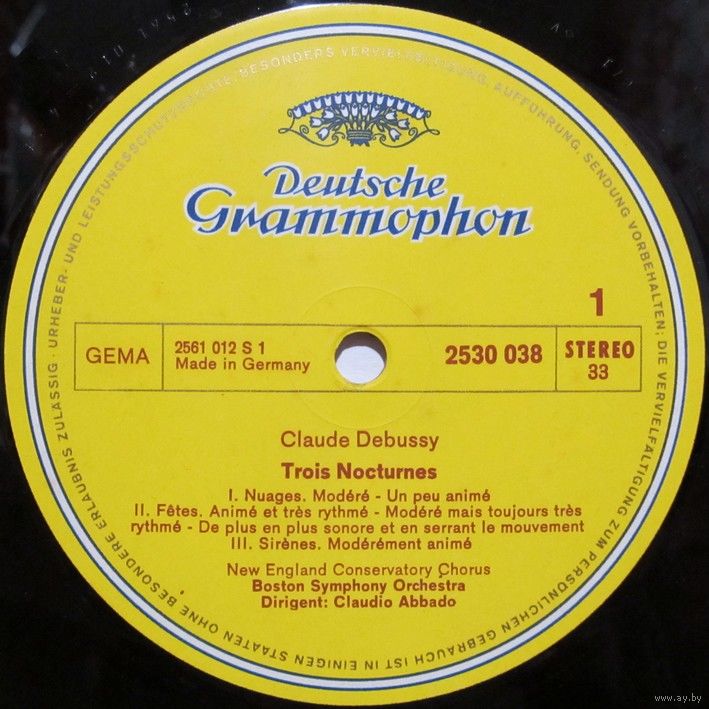 URHEBER- UND LEISTUNGSSCHUTZRECHTE, BESONDERS VERVIELFÄLTIGUNG, AUFFÜHRUNG, SENDUNG VORBEHALTEN; DIE VERVIELFÄLTIGUNG ZUM PERSÖNLICHEN GEBRAUCH IST IN EINIGEN STAATEN OHNE BESONDERE ERLAUBNIS ZULÄSSIG ·
Deutsche
Grammophon
1
GEMA
2561 012 S 1
Made in Germany
2530 038
STEREO
33
Claude Debussy
Trois Nocturnes
I. Nuages. Modéré - Un peu animé
II. Fêtes. Animé et très rythmé - Modéré mais toujours très
rythmé - De plus en plus sonore et en serrant le mouvement
III. Sirènes. Modérément animé
New England Conservatory Chorus
Boston Symphony Orchestra
Dirigent: Claudio Abbado
www.ay.by